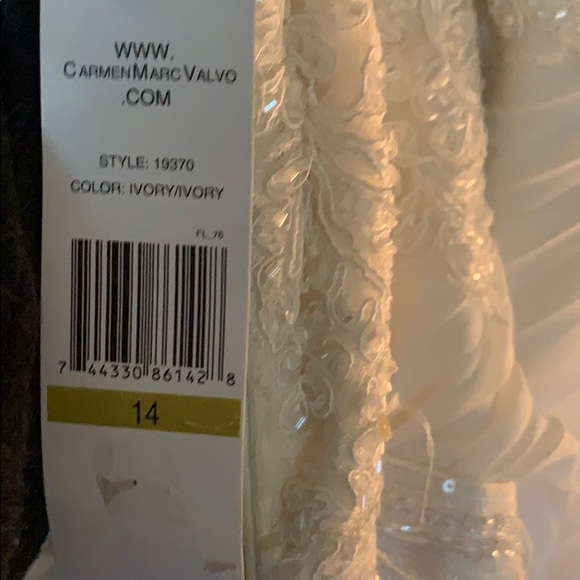 WWW.
CARMENMARCVALVO
.COM
STYLE: 19370
COLOR: IVORY/IVORY
FL_76
7 44330 86142 8
14